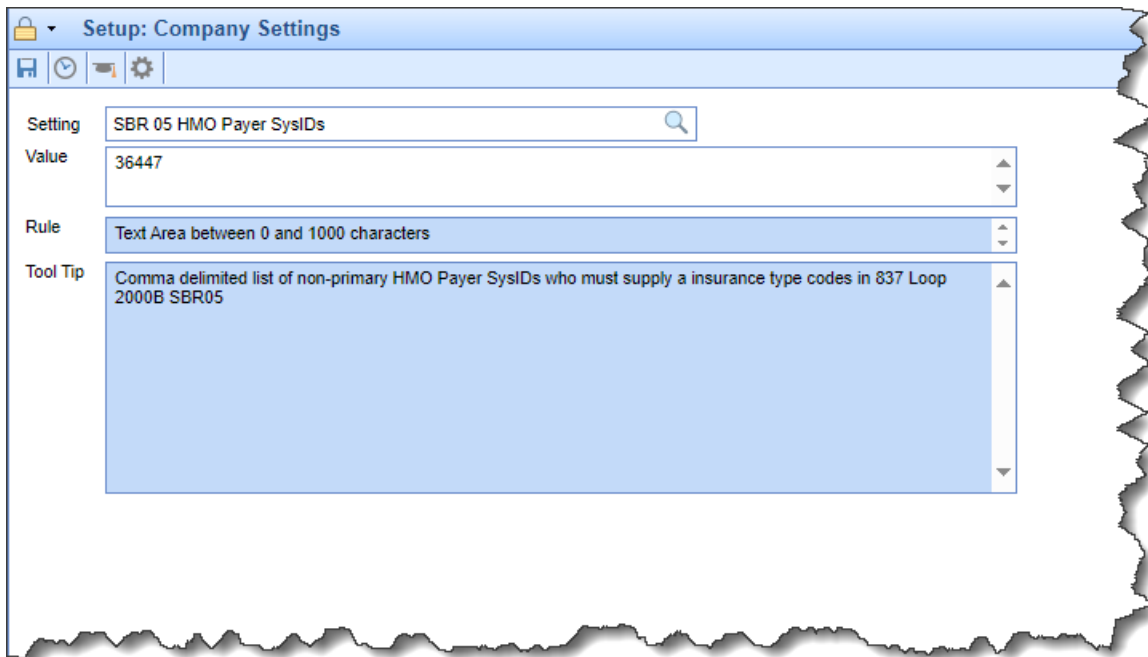 Setup: Company Settings
Setting
SBR 05 HMO Payer SysIDs
Value
36447
Rule
Text Area between 0 and 1000 characters
Tool Tip
Comma delimited list of non-primary HMO Payer SysIDs who must supply a insurance type codes in 837 Loop
2000B SBR05